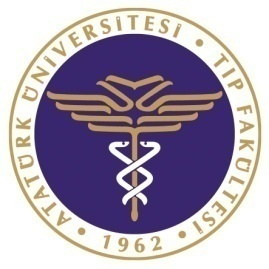 ATATÜRK ÜNİVERSİTESİ • TIP FAKÜLTESİ •
1962 •